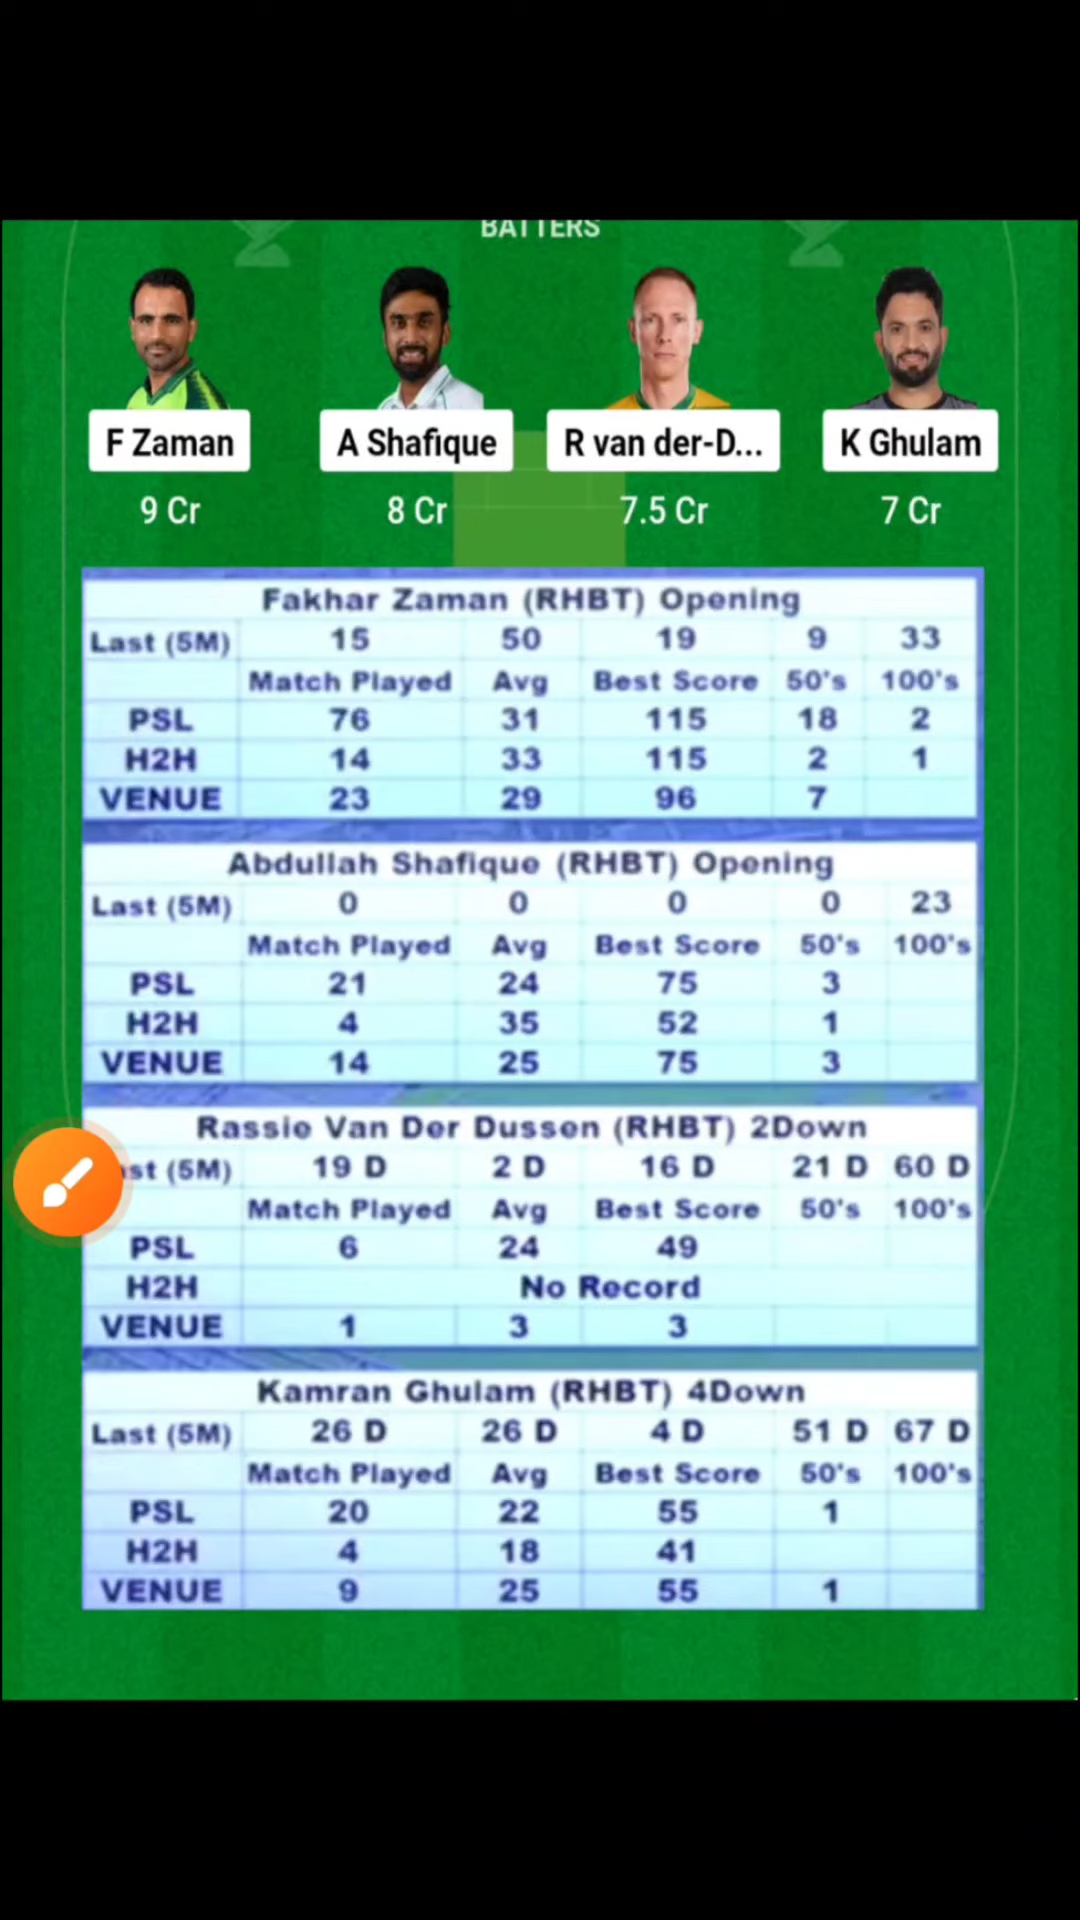 BATTERS
F Zaman A Shafique R van der-D... K Ghulam
9 Cr 8 Cr 7.5 Cr 7 Cr
Fakhar Zaman (RHBT) Opening
Last (5M) 15 50 19 9 33
Match Played Avg Best Score 50's 100's
PSL 76 31 115 18 2
H2H 14 33 115 2 1
VENUE 23 29 96 7
Abdullah Shafique (RHBT) Opening
Last (5M) 0 0 0 0 23
Match Played Avg Best Score 50's 100's
PSL 21 24 75 3
H2H 4 35 52 1
VENUE 14 25 75 3
Rassie Van Der Dussen (RHBT) 2Down
st (5M) 19 D 2 D 16 D 21 D 60 D
Match Played Avg Best Score 50's 100's
PSL 6 24 49
H2H No Record
VENUE 1 3 3
Kamran Ghulam (RHBT) 4Down
Last (5M) 26 D 26 D 4 D 51 D 67 D
Match Played Avg Best Score 50's 100's
PSL 20 22 55 1
H2H 4 18 41
VENUE 9 25 55 1